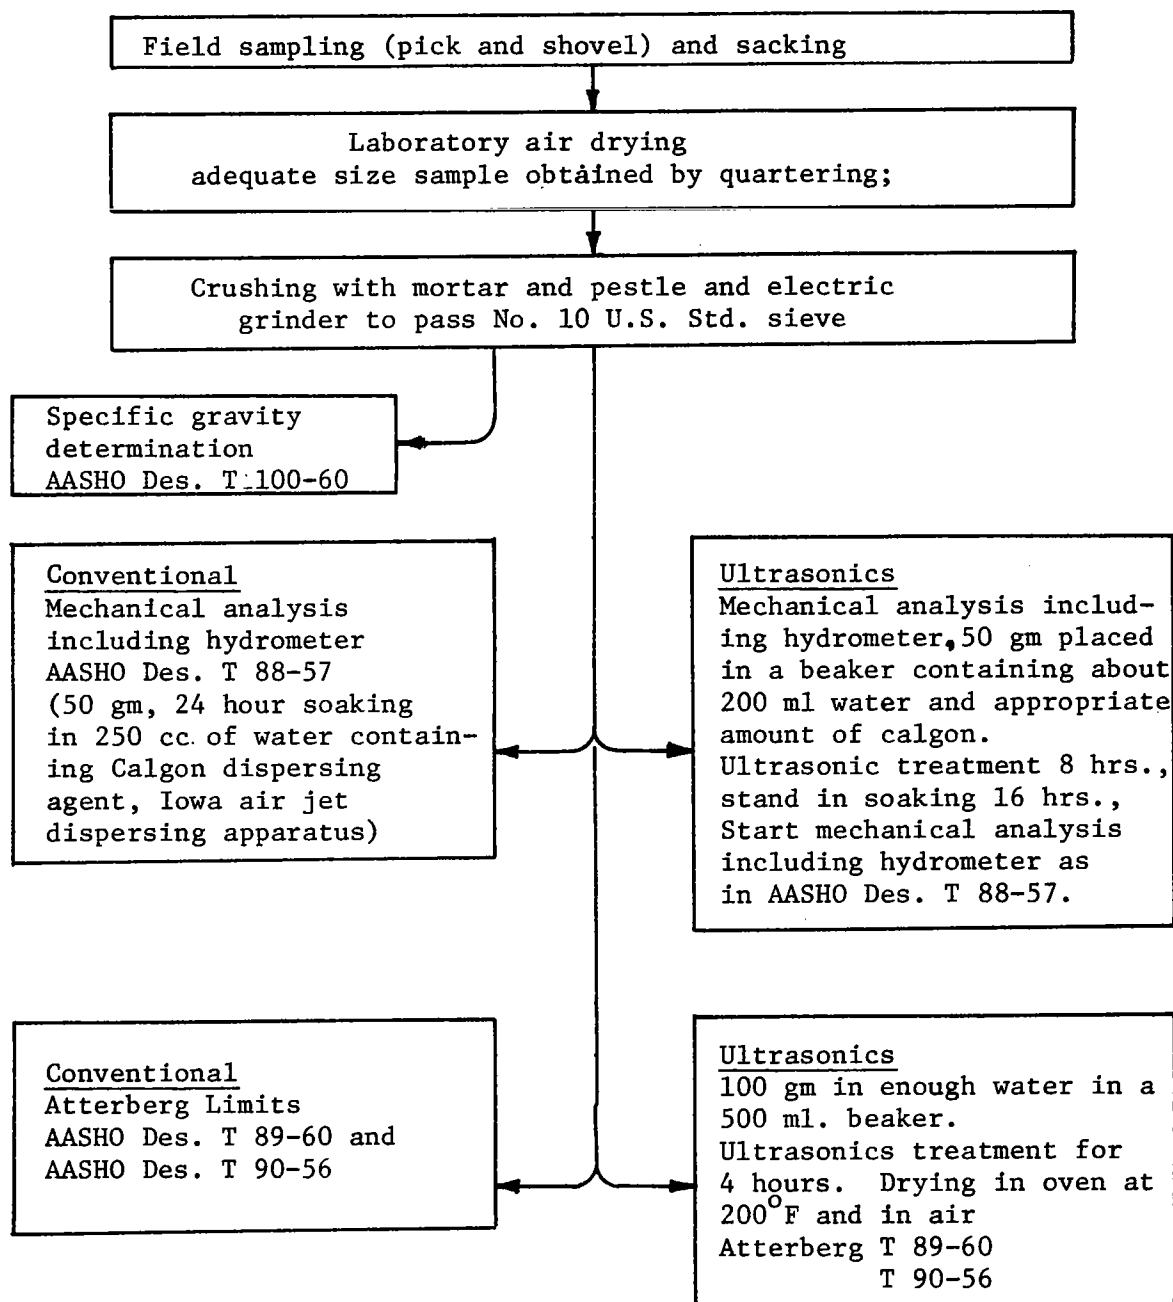 Field sampling (pick and shovel) and sacking
Laboratory air drying
adequate size sample obtained by quartering;
Crushing with mortar and pestle and electric
grinder to pass No. 10 U.S. Std. sieve
Specific gravity
determination
AASHO Des. T 100-60
Conventional
Mechanical analysis
including hydrometer
AASHO Des. T 88-57
(50 gm, 24 hour soaking
in 250 cc. of water contain-
ing Calgon dispersing
agent, Iowa air jet
dispersing apparatus)
Ultrasonics
Mechanical analysis includ-
ing hydrometer, 50 gm placed
in a beaker containing about
200 ml water and appropriate
amount of calgon.
Ultrasonic treatment 8 hrs.,
stand in soaking 16 hrs.,
Start mechanical analysis
including hydrometer as
in AASHO Des. T 88-57.
Conventional
Atterberg Limits
AASHO Des. T 89-60 and
AASHO Des. T 90-56
Ultrasonics
100 gm in enough water in a
500 ml. beaker.
Ultrasonics treatment for
4 hours. Drying in oven at
200°F and in air
Atterberg T 89-60
T 90-56